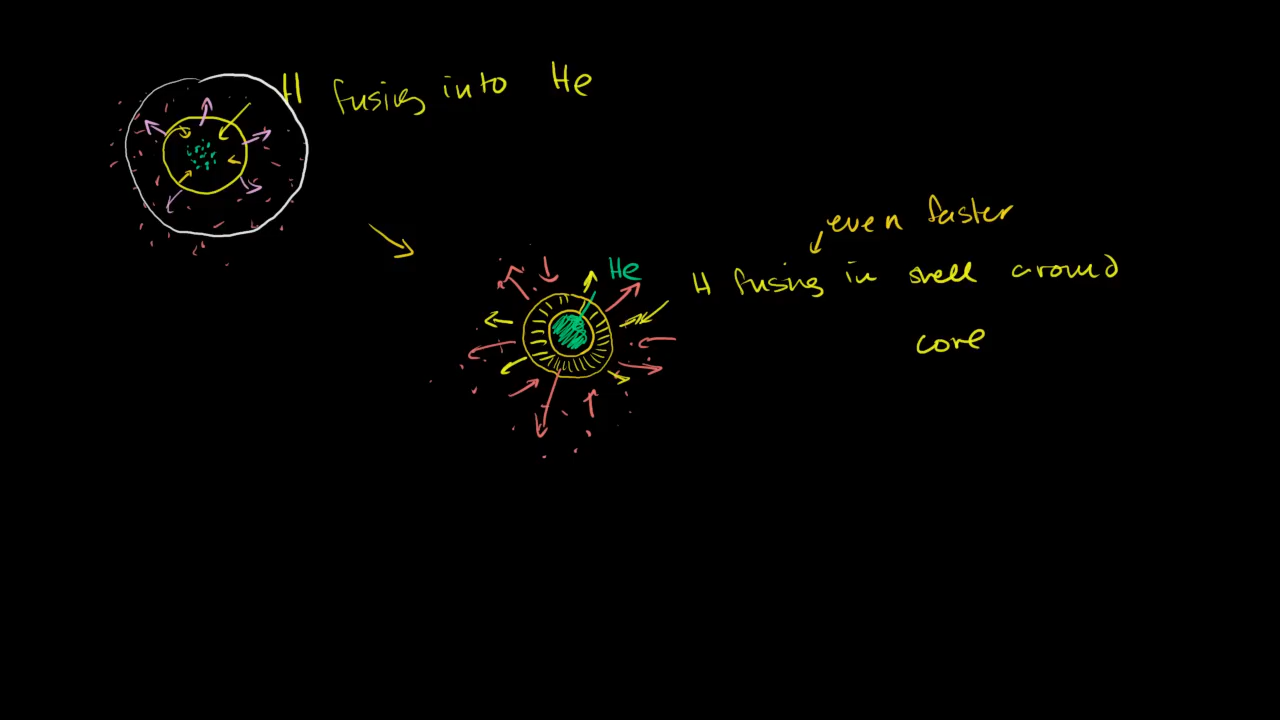 H fusing into He
even faster
He
H fusing in shell around
core